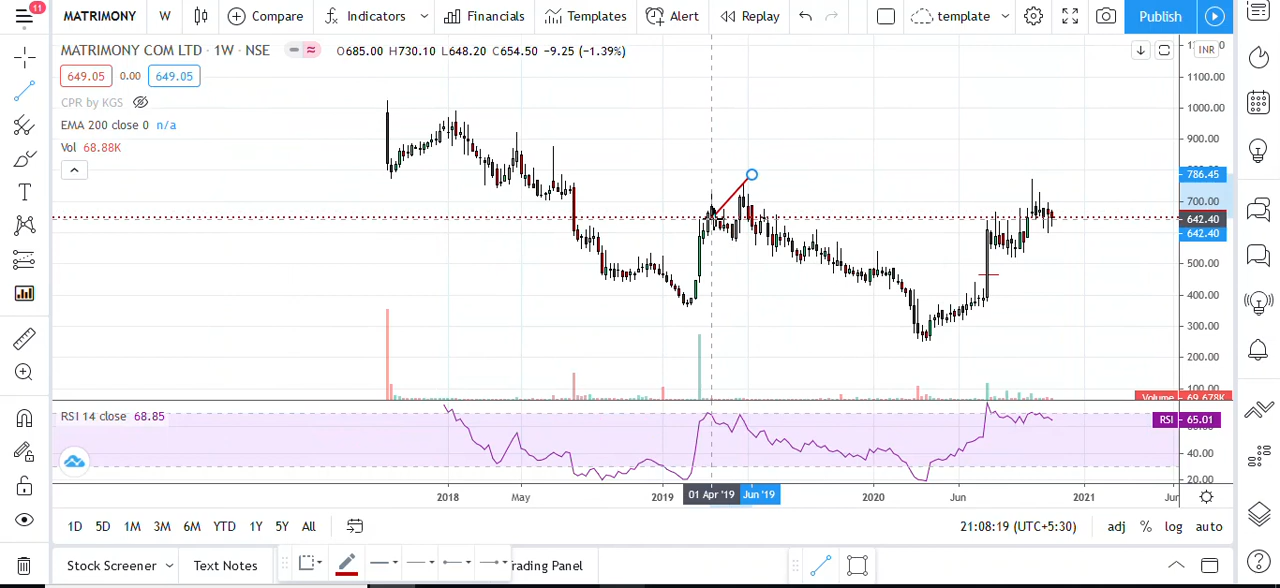 11
MATRIMONY W Compare Indicators Financials Templates Alert Replay template Publish
MATRIMONY COM LTD · 1W · NSE O685.00 H730.10 L648.20 C654.50 −9.25 (−1.39%)
INR
649.05 0.00 649.05
CPR by KGS
EMA 200 close 0 n/a
Vol 68.88K
1100.00
1000.00
900.00
800.00
786.45
700.00
642.40
642.40
500.00
400.00
300.00
200.00
100.00
Volume 69.678K
RSI 14 close 68.85
RSI 65.01
40.00
20.00
2018 May 2019 01 Apr '19 Jun '19 2020 Jun 2021
1D 5D 1M 3M 6M YTD 1Y 5Y All 21:08:19 (UTC+5:30) adj % log auto
Stock Screener Text Notes rading Panel